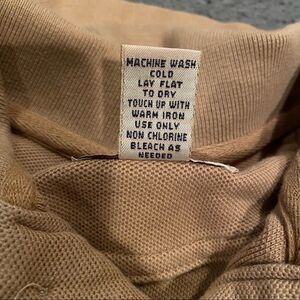 MACHINE WASH
COLD
LAY FLAT
TO DRY
TOUCH UP WITH
WARM IRON
USE ONLY
NON CHLORINE
BLEACH AS
NEEDED